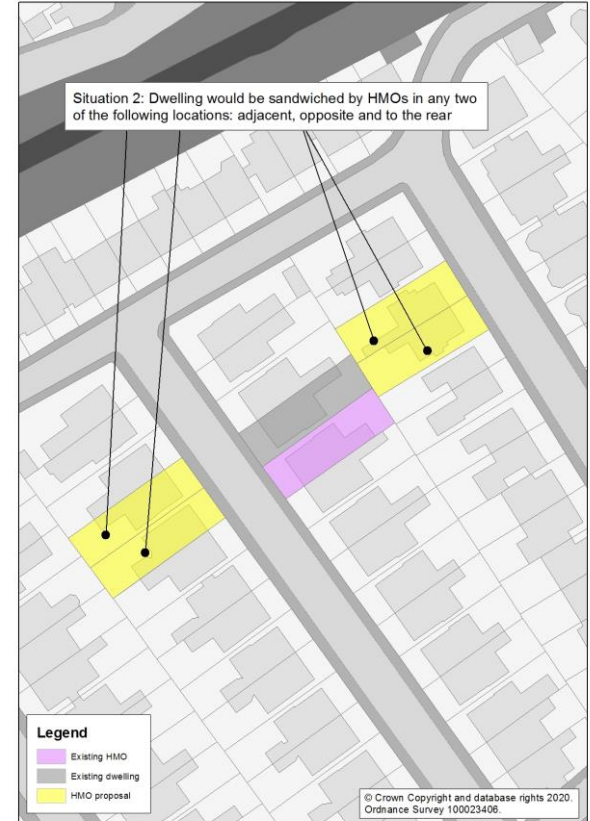 Situation 2: Dwelling would be sandwiched by HMOs in any two
of the following locations: adjacent, opposite and to the rear
Legend
Existing HMO
Existing dwelling
HMO proposal
© Crown Copyright and database rights 2020.
Ordnance Survey 100023406.